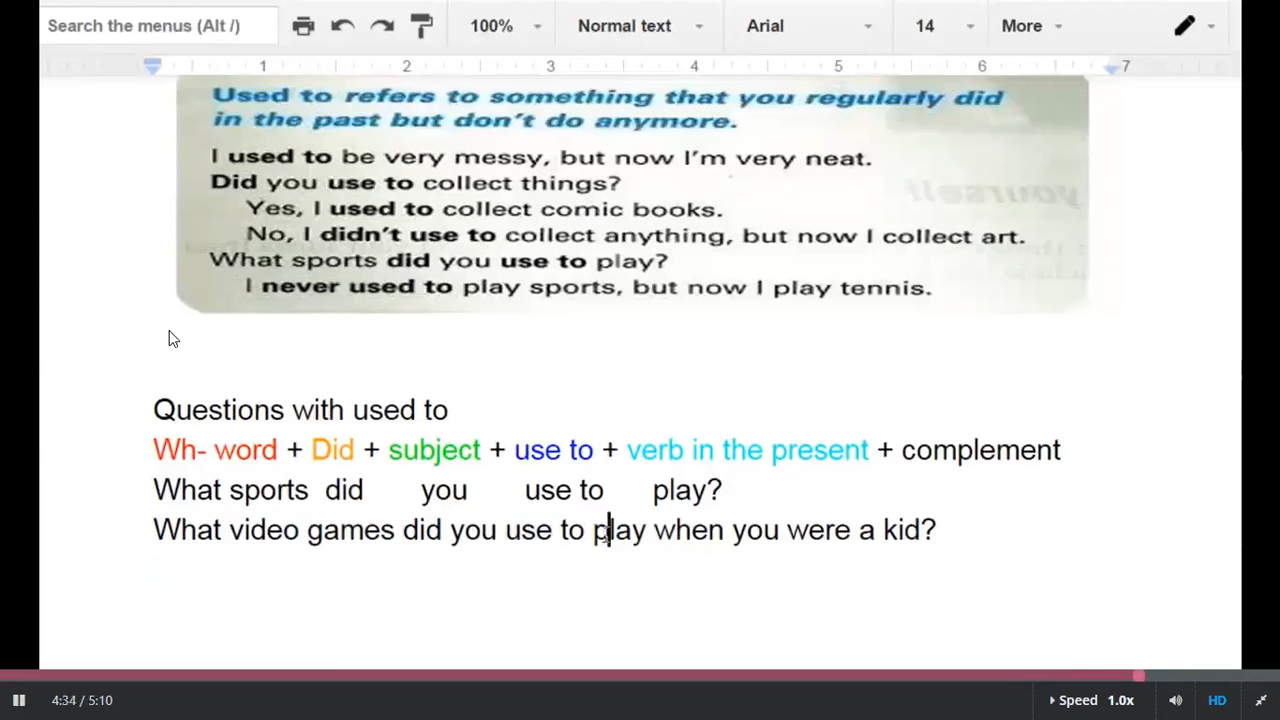 Search the menus (Alt /) 100% Normal text Arial 14 More
1 2 3 4 5 6 7
Used to refers to something that you regularly did
in the past but don't do anymore.
I used to be very messy, but now I'm very neat.
Did you use to collect things?
Yes, I used to collect comic books.
No, I didn't use to collect anything, but now I collect art.
What sports did you use to play?
I never used to play sports, but now I play tennis.
Questions with used to
Wh- word + Did + subject + use to + verb in the present + complement
What sports did you use to play?
What video games did you use to play when you were a kid?
4:34 / 5:10 Speed 1.0x HD